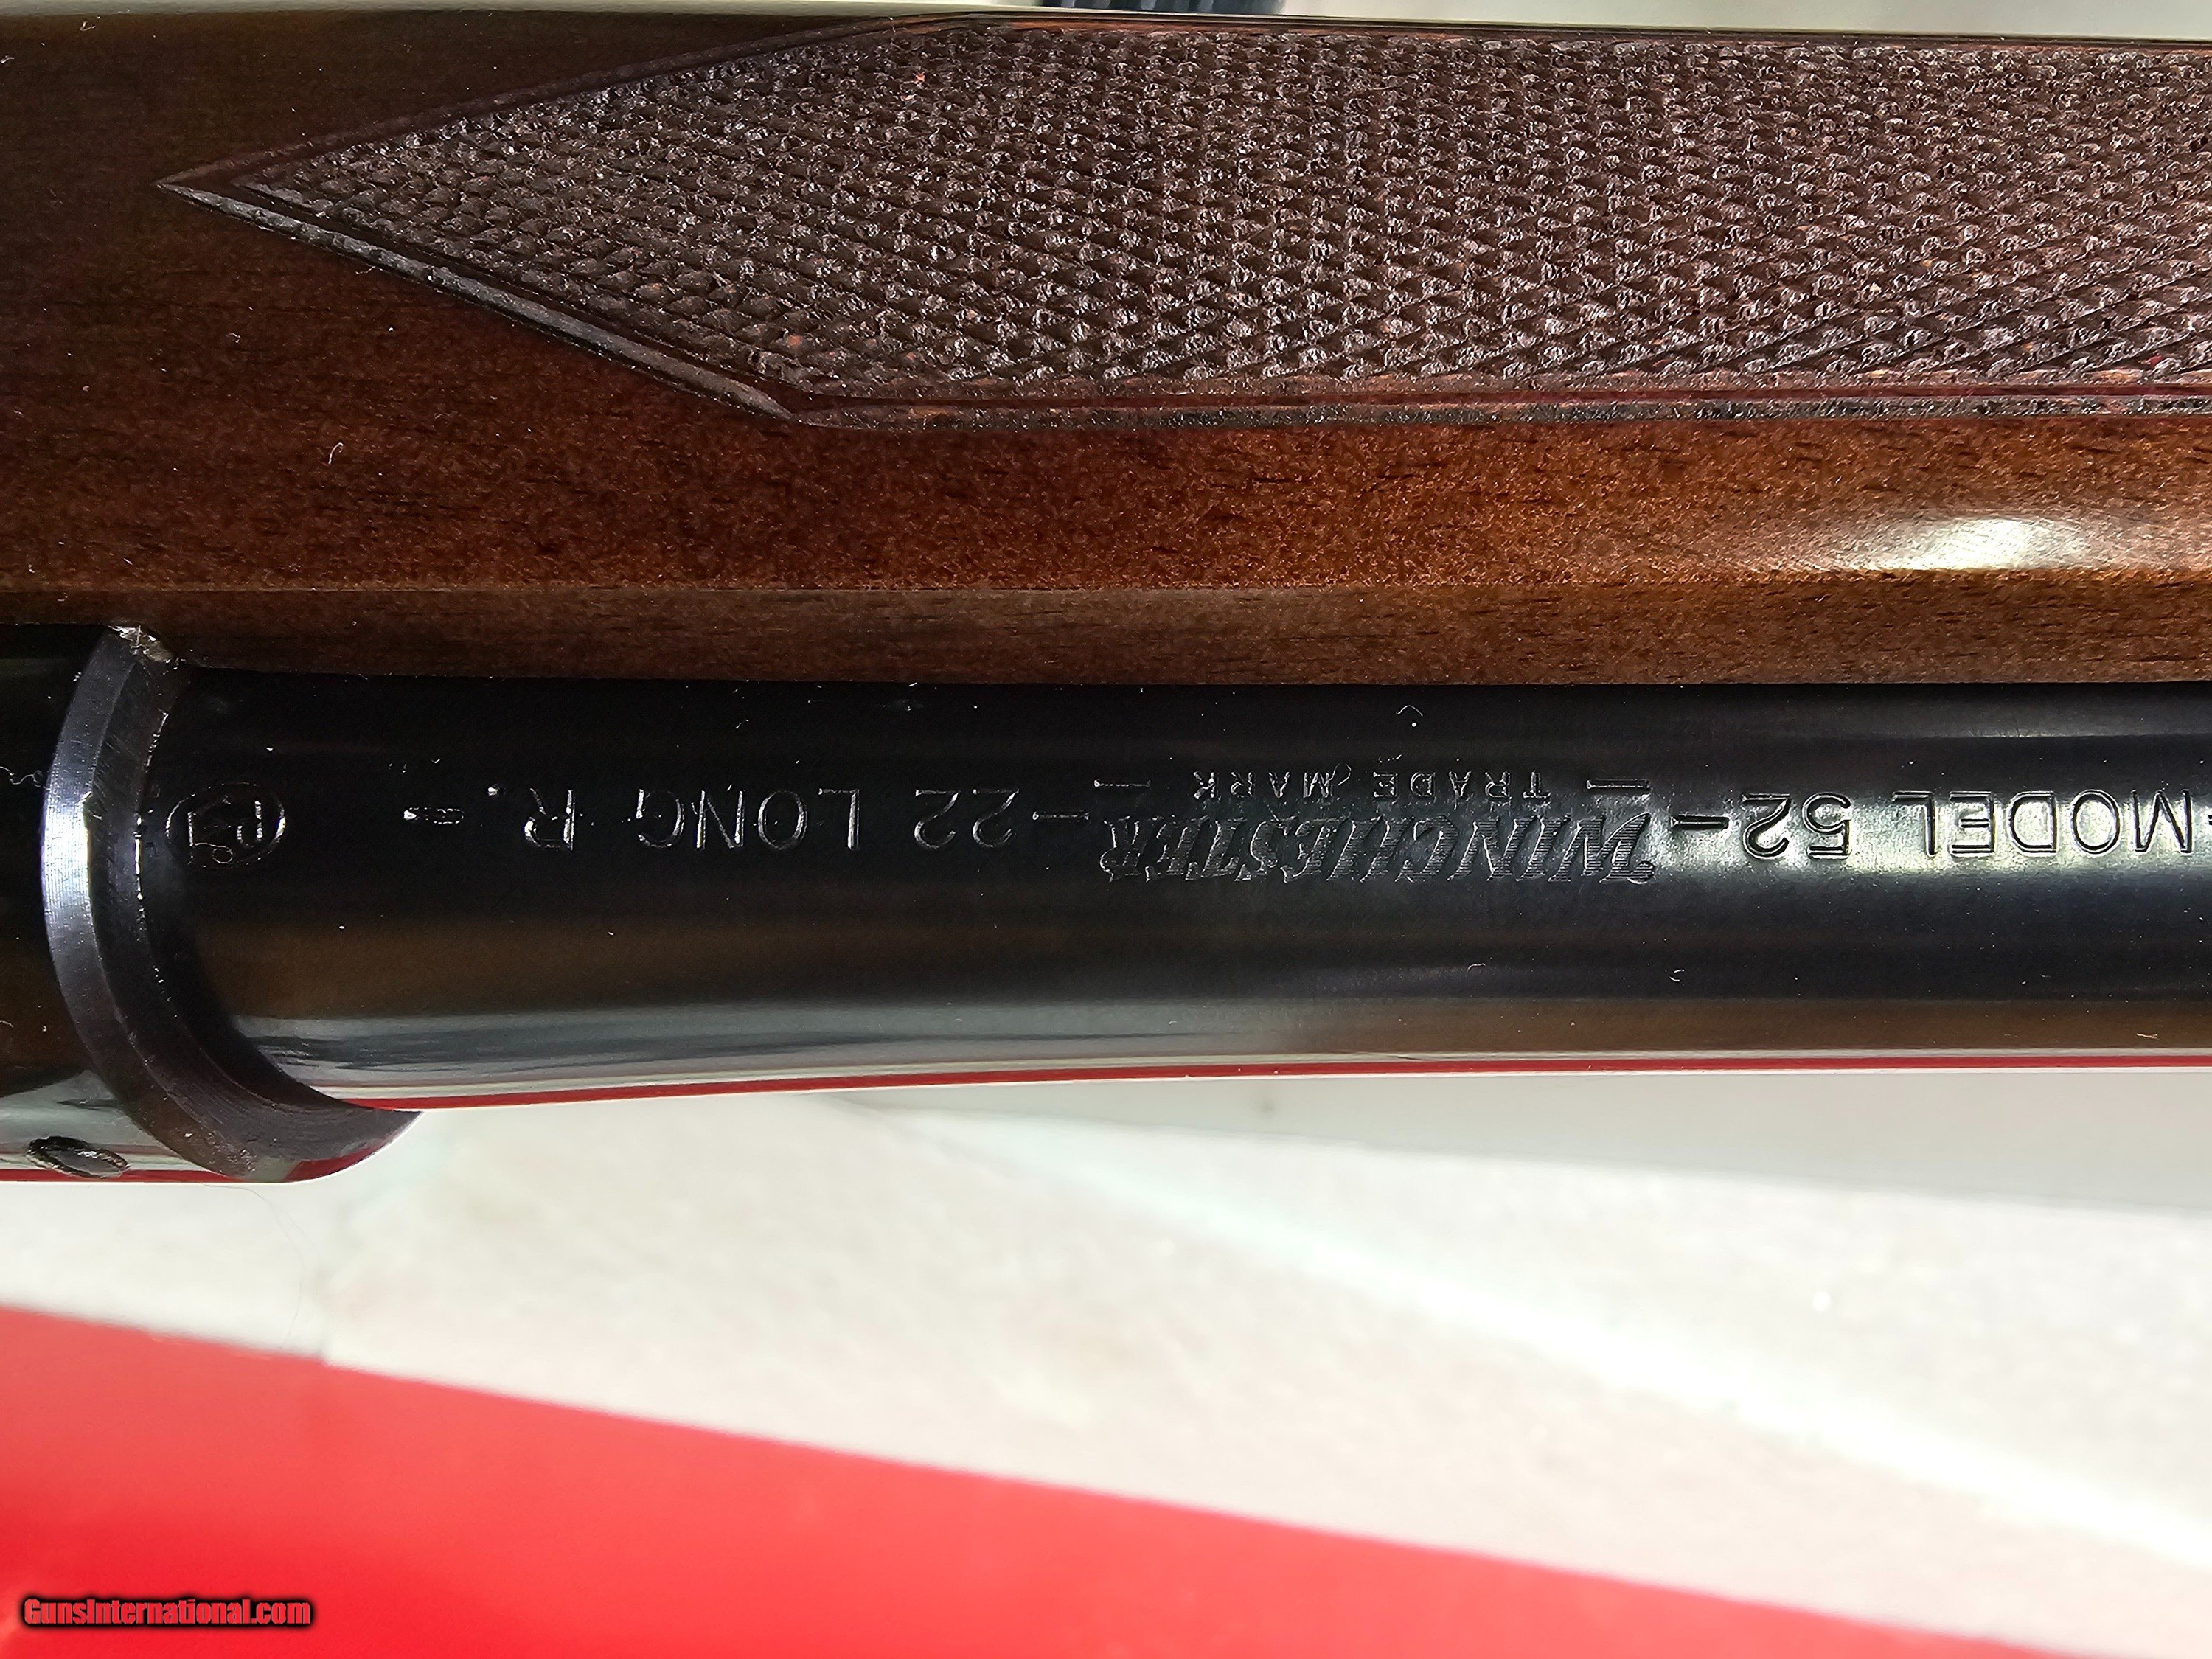 -MODEL 52- WINCHESTER -22 LONG R.-
- TRADE MARK -
GunsInternational.com